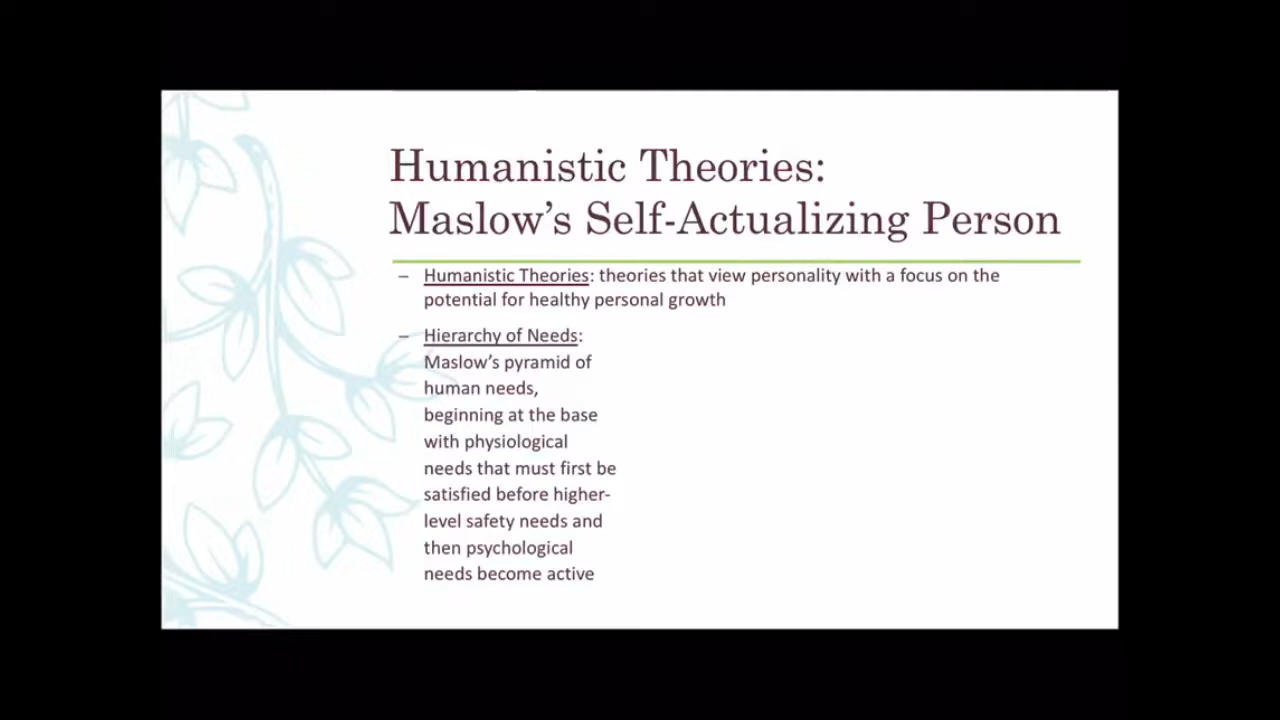 Humanistic Theories:
Maslow’s Self-Actualizing Person
– Humanistic Theories: theories that view personality with a focus on the
potential for healthy personal growth
– Hierarchy of Needs:
Maslow’s pyramid of
human needs,
beginning at the base
with physiological
needs that must first be
satisfied before higher-
level safety needs and
then psychological
needs become active